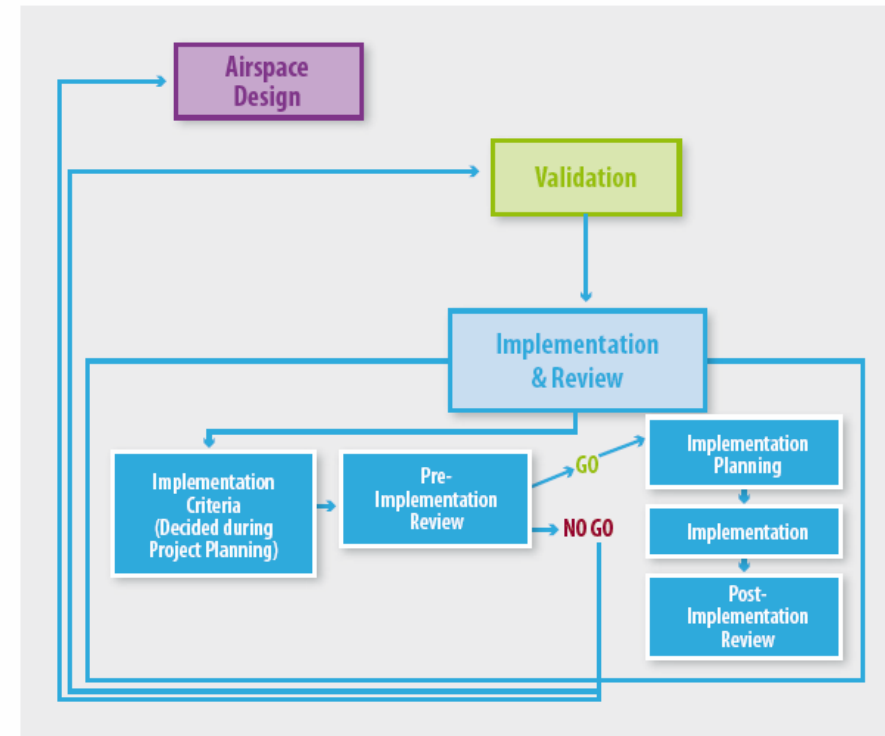 Airspace
Design
Validation
Implementation
& Review
Implementation
Criteria
(Decided during
Project Planning)
Pre-
Implementation
Review
GO
NO GO
Implementation
Planning
Implementation
Post-
Implementation
Review